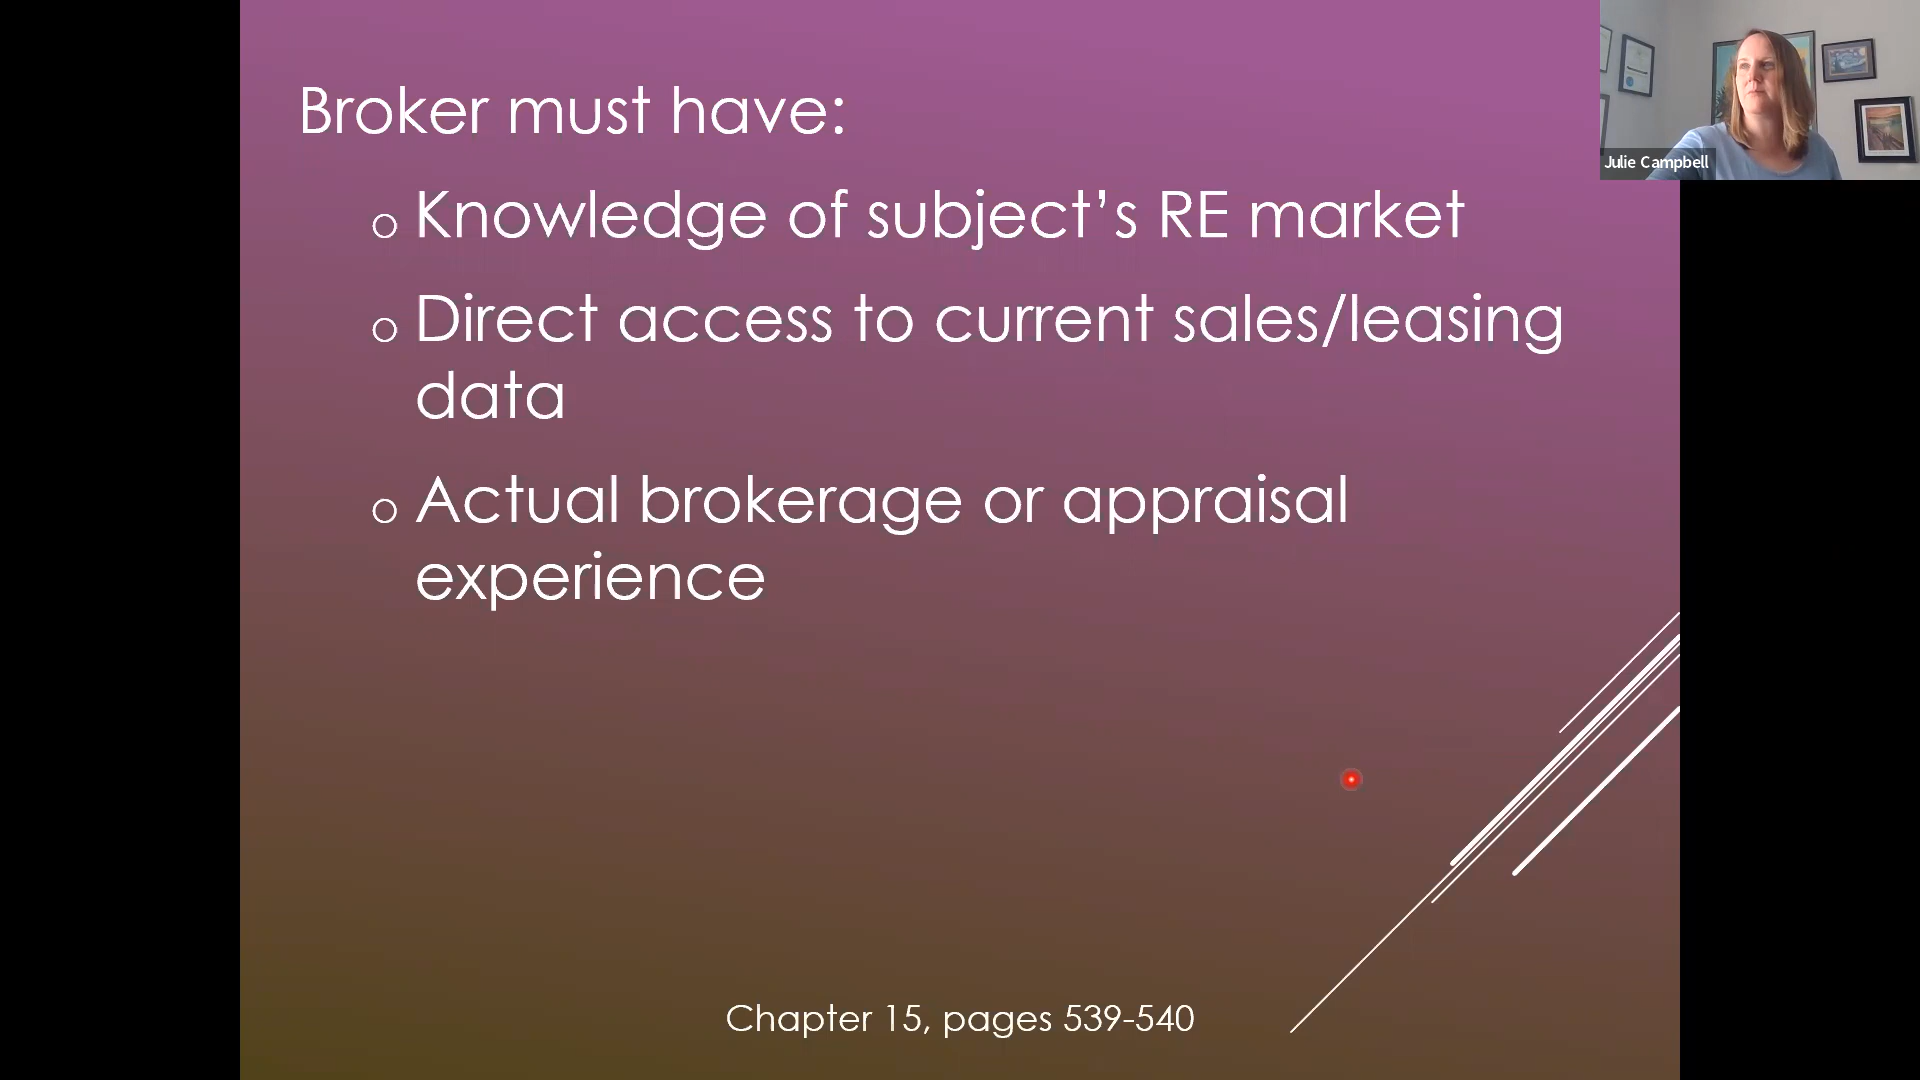 Broker must have:
o Knowledge of subject’s RE market
o Direct access to current sales/leasing
data
o Actual brokerage or appraisal
experience
Chapter 15, pages 539-540
Julie Campbell